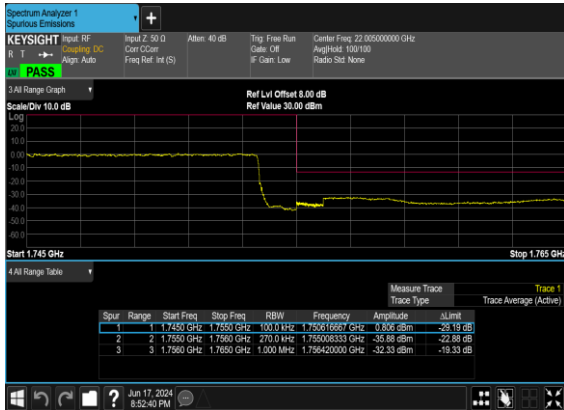 Spectrum Analyzer 1
Spurious Emissions
+
KEYSIGHT
R T
LXI PASS
Input: RF
Coupling: DC
Align: Auto
Input Z: 50 Ω
Corr CCorr
Freq Ref: Int (S)
Atten: 40 dB
Trig: Free Run
Gate: Off
IF Gain: Low
Center Freq: 22.005000000 GHz
Avg|Hold: 100/100
Radio Std: None
3 All Range Graph
Scale/Div 10.0 dB
Ref Lvl Offset 8.00 dB
Ref Value 30.00 dBm
Log
20.0
10.0
0.00
-10.0
-20.0
-30.0
-40.0
-50.0
-60.0
Start 1.745 GHz
Stop 1.765 GHz
4 All Range Table
Measure Trace Trace 1
Trace Type Trace Average (Active)
Spur Range Start Freq Stop Freq RBW Frequency Amplitude ΔLimit
1 1 1.7450 GHz 1.7550 GHz 100.0 kHz 1.750616667 GHz 0.806 dBm -29.19 dB
2 2 1.7550 GHz 1.7560 GHz 270.0 kHz 1.755008333 GHz -35.88 dBm -22.88 dB
3 3 1.7560 GHz 1.7650 GHz 1.000 MHz 1.756420000 GHz -32.33 dBm -19.33 dB
?
Jun 17, 2024
8:52:40 PM